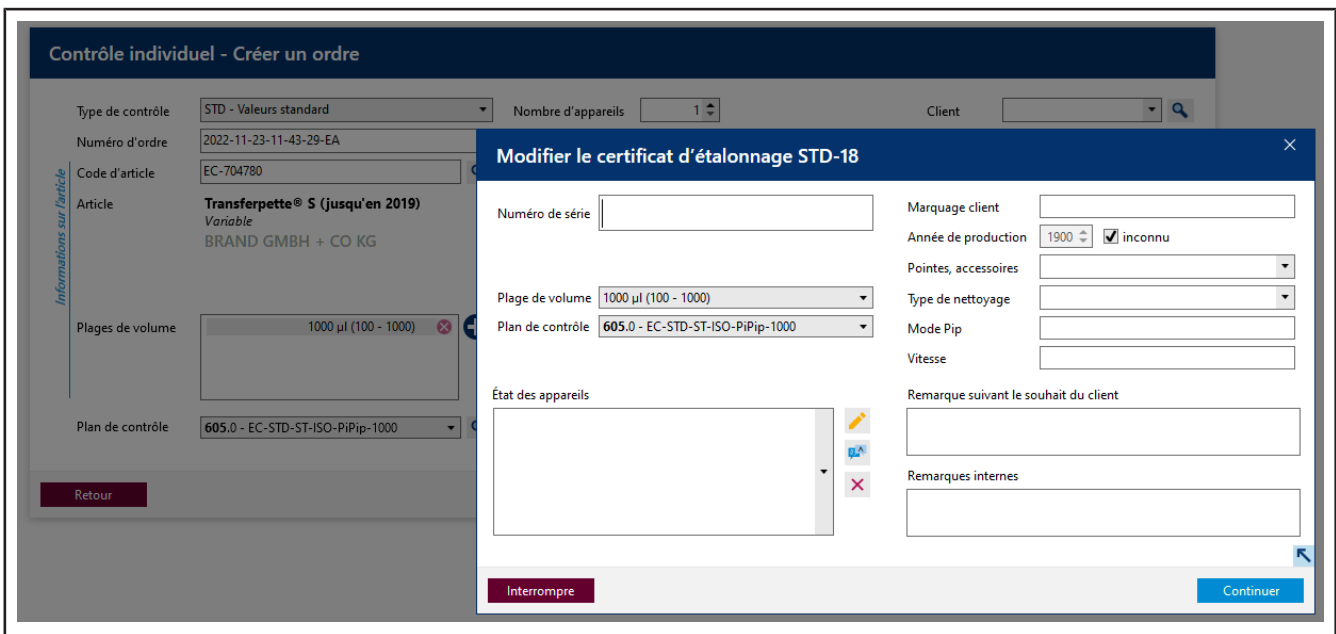 Contrôle individuel - Créer un ordre
Type de contrôle
STD - Valeurs standard
Nombre d'appareils
1
Client
Numéro d'ordre
2022-11-23-11-43-29-EA
Code d'article
EC-704780
Informations sur l'article
Article
Transferpette® S (jusqu'en 2019)
Variable
BRAND GMBH + CO KG
Plages de volume
1000 µl (100 - 1000)
Plan de contrôle
605.0 - EC-STD-ST-ISO-PiPip-1000
Retour
Modifier le certificat d'étalonnage STD-18
Numéro de série
Plage de volume
1000 µl (100 - 1000)
Plan de contrôle
605.0 - EC-STD-ST-ISO-PiPip-1000
État des appareils
Marquage client
Année de production
1900
inconnu
Pointes, accessoires
Type de nettoyage
Mode Pip
Vitesse
Remarque suivant le souhait du client
Remarques internes
Interrompre
Continuer